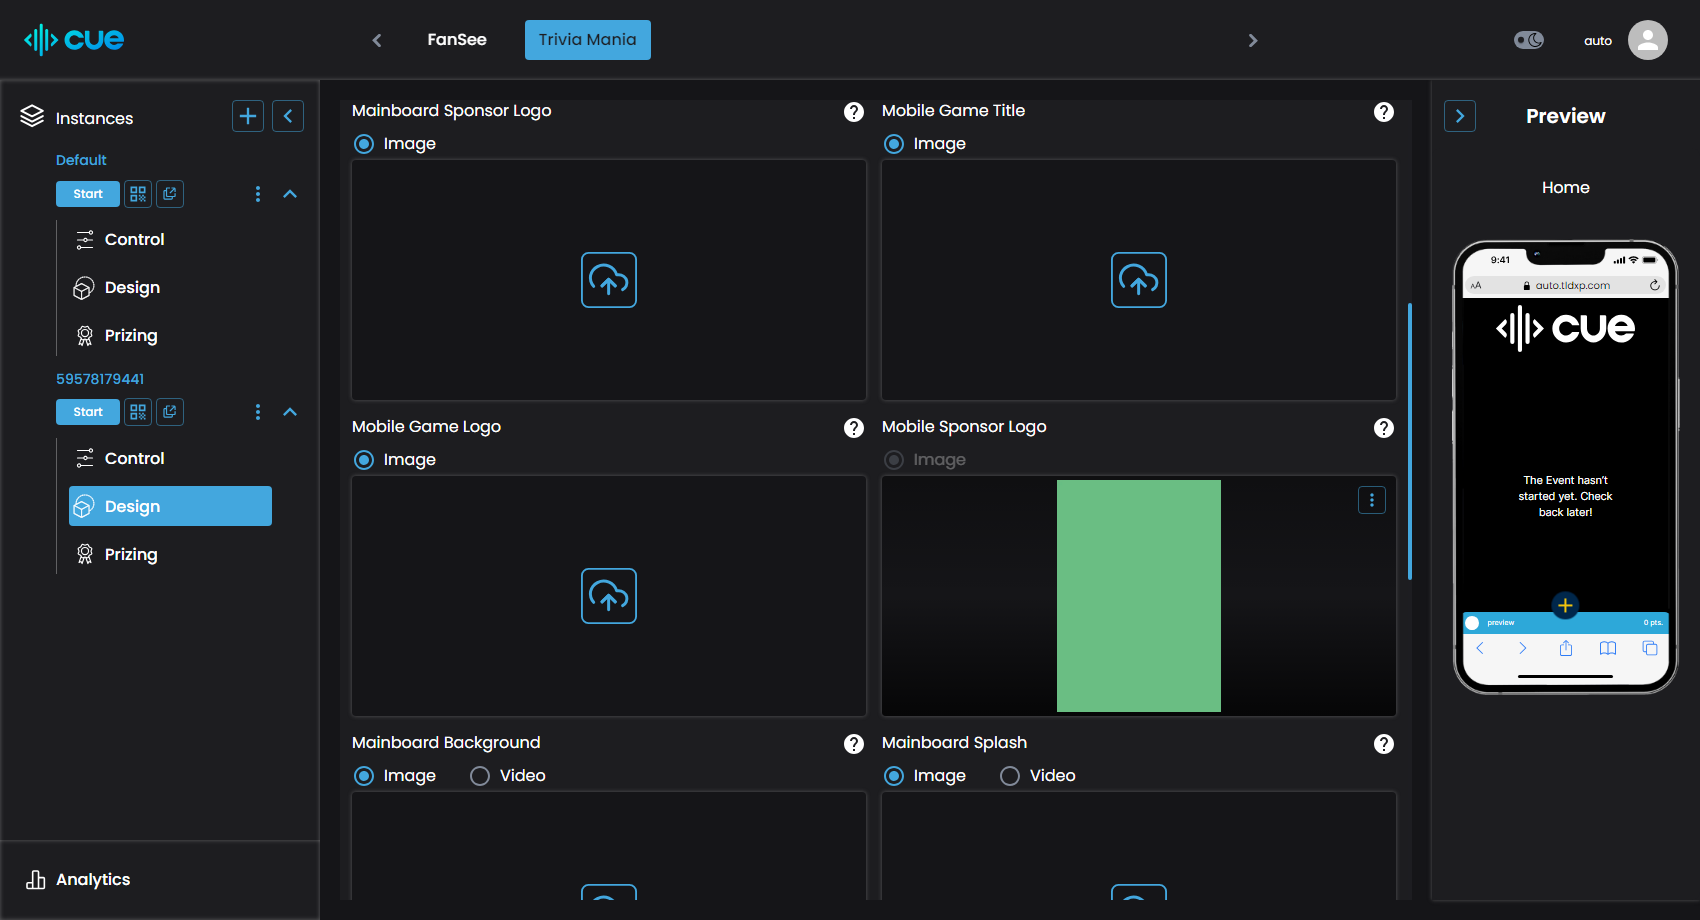 cue
FanSee
Trivia Mania
auto
Instances
Default
Start
Control
Design
Prizing
59578179441
Start
Control
Design
Prizing
Analytics
Mainboard Sponsor Logo
Image
Mobile Game Title
Image
Mobile Game Logo
Image
Mobile Sponsor Logo
Image
Mainboard Background
Image
Video
Mainboard Splash
Image
Video
Preview
Home
9:41
AA
auto.tldxp.com
cue
The Event hasn't
started yet. Check
back later!
preview
0 pts.